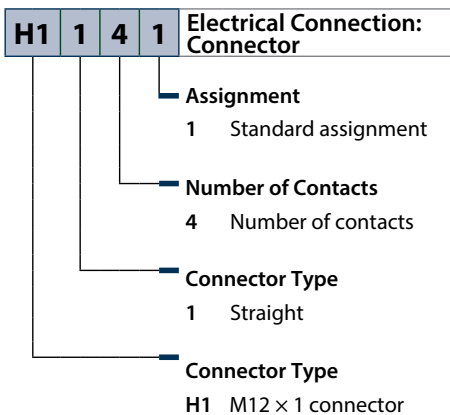 H1 1 4 1 Electrical Connection:
Connector
Assignment
1 Standard assignment
Number of Contacts
4 Number of contacts
Connector Type
1 Straight
Connector Type
H1 M12 × 1 connector